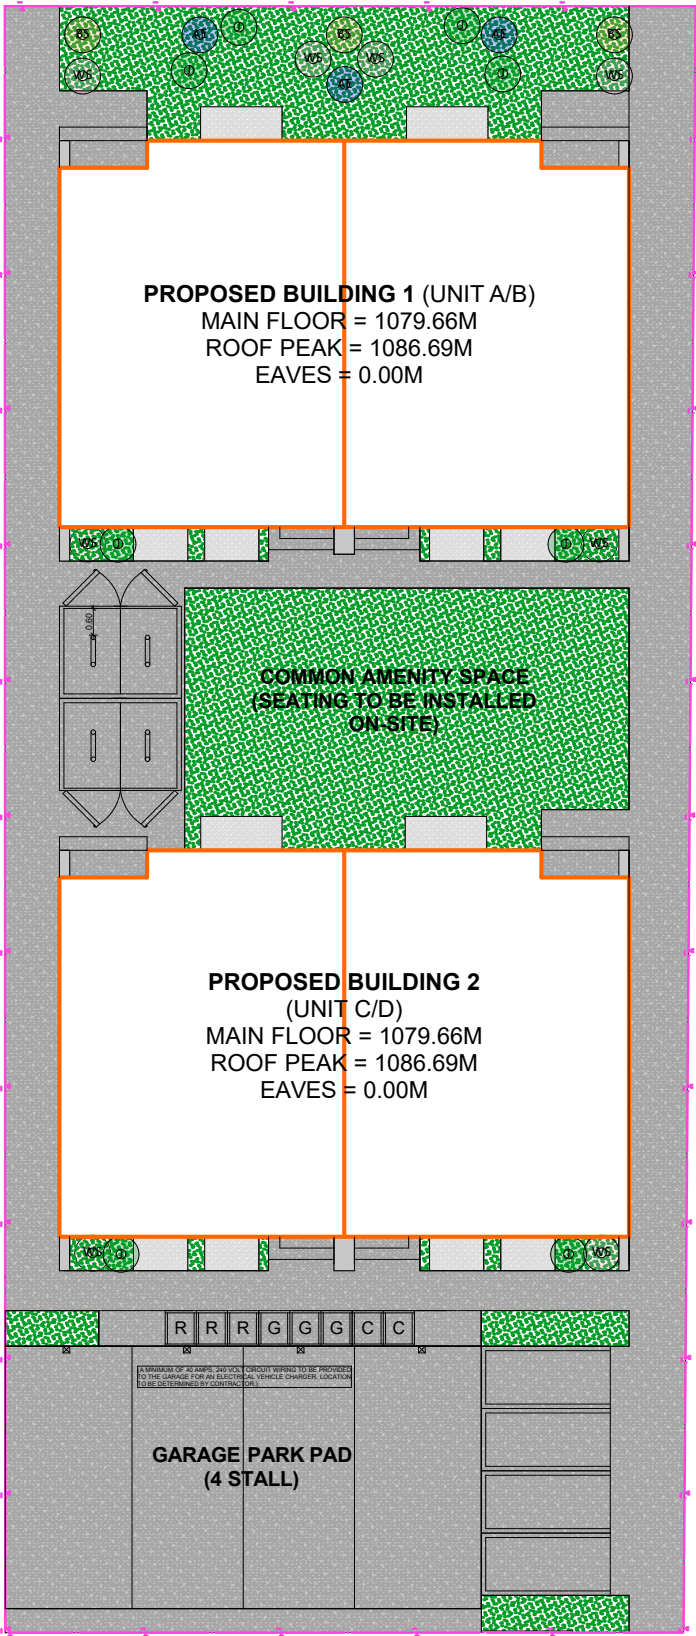 BS AS J BS J AS BS
WS J WS WS J WS
AS
PROPOSED BUILDING 1 (UNIT A/B)
MAIN FLOOR = 1079.66M
ROOF PEAK = 1086.69M
EAVES = 0.00M
WS J J WS
0.60
COMMON AMENITY SPACE
(SEATING TO BE INSTALLED
ON-SITE)
PROPOSED BUILDING 2
(UNIT C/D)
MAIN FLOOR = 1079.66M
ROOF PEAK = 1086.69M
EAVES = 0.00M
WS J J WS
R R R G G G C C
(A MINIMUM OF 40 AMPS, 240 VOLT CIRCUIT WIRING TO BE PROVIDED
TO THE GARAGE FOR AN ELECTRICAL VEHICLE CHARGER. LOCATION
TO BE DETERMINED BY CONTRACTOR.)
GARAGE PARK PAD
(4 STALL)